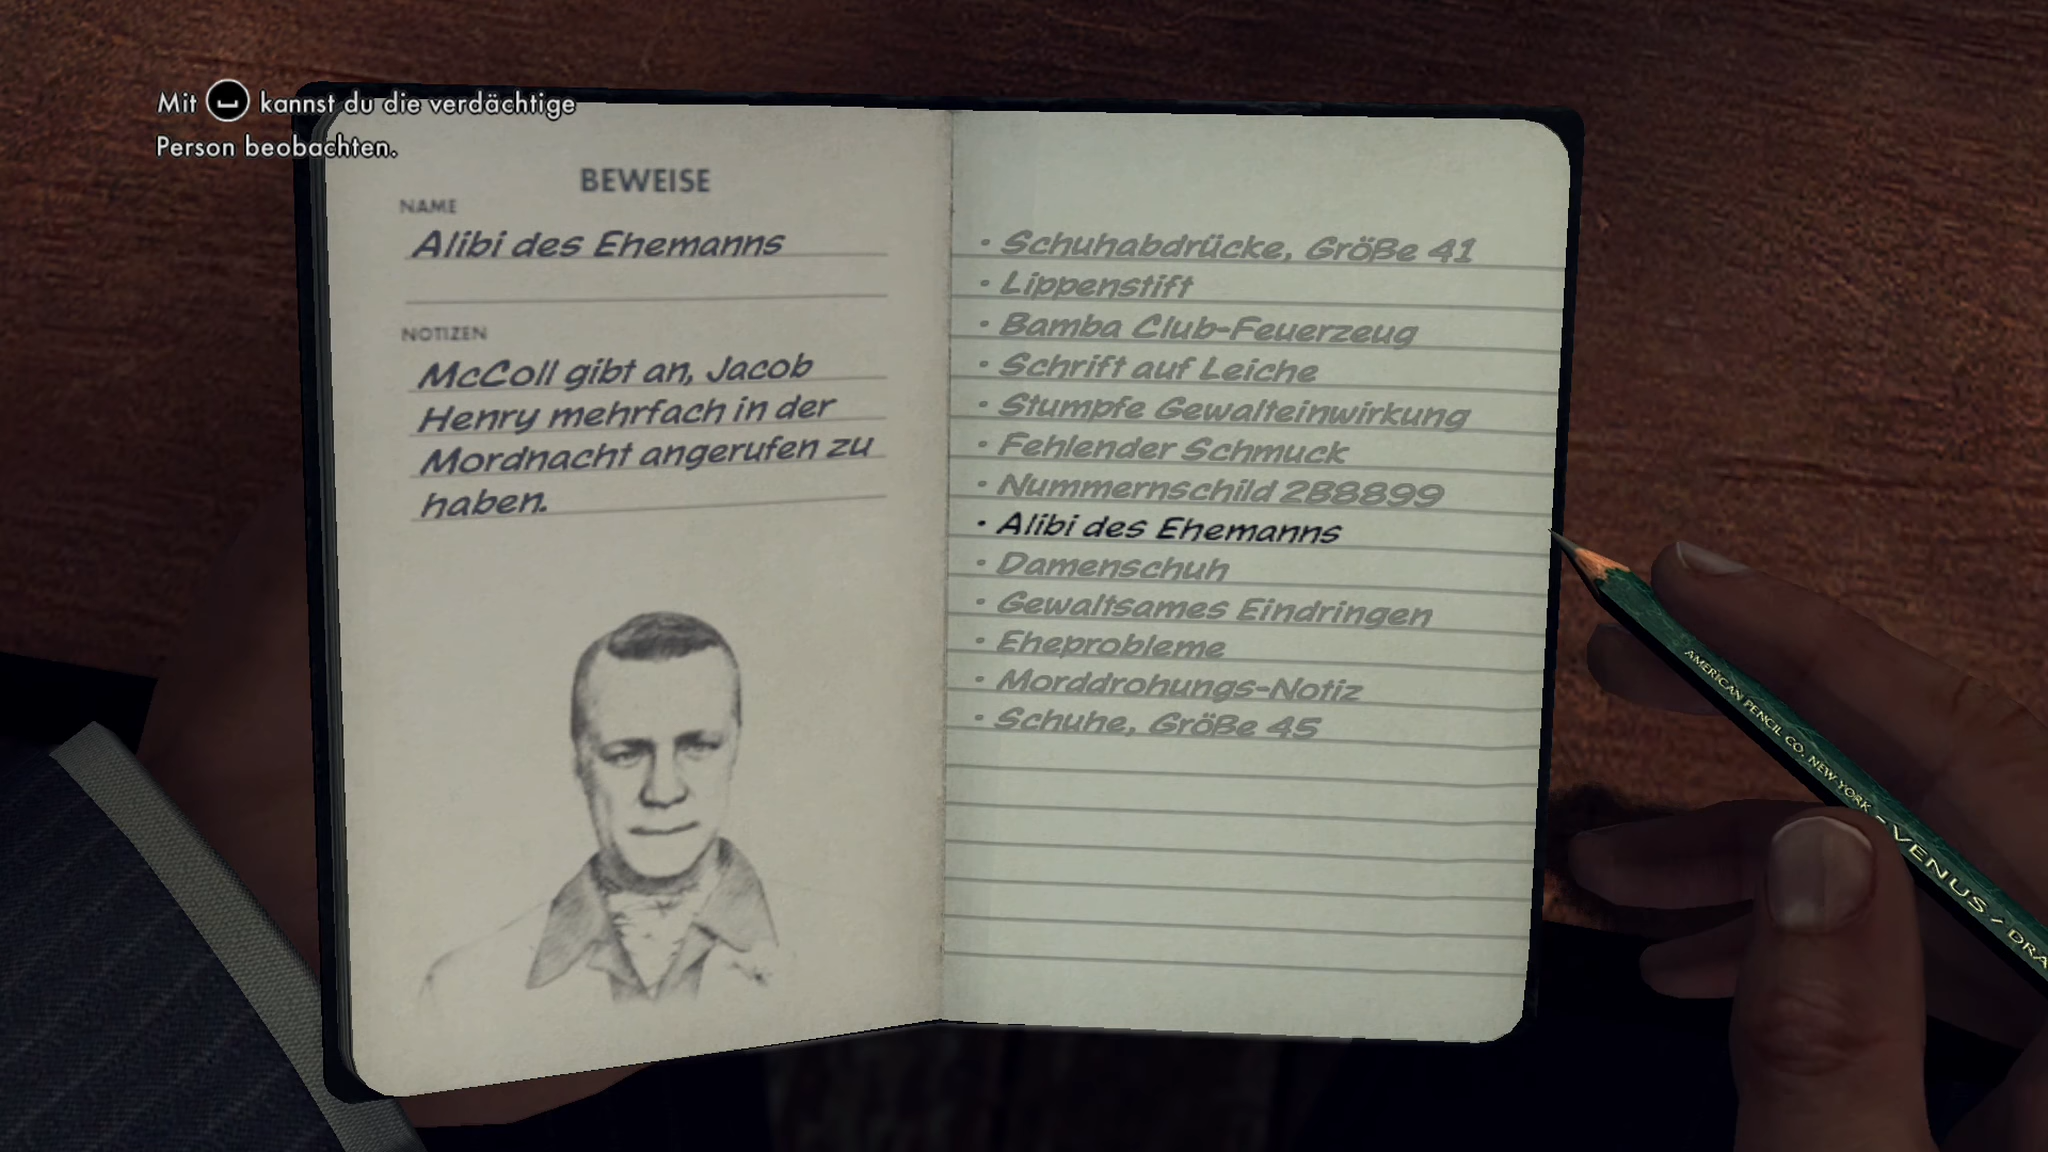 Mit kannst du die verdächtige
Person beobachten.
BEWEISE
NAME
Alibi des Ehemanns
NOTIZEN
McColl gibt an, Jacob
Henry mehrfach in der
Mordnacht angerufen zu
haben.
• Schuhabdrücke, Größe 41
• Lippenstift
• Bamba Club-Feuerzeug
• Schrift auf Leiche
• Stumpfe Gewalteinwirkung
• Fehlender Schmuck
• Nummernschild 2B8899
• Alibi des Ehemanns
• Damenschuh
• Gewaltsames Eindringen
• Eheprobleme
• Morddrohungs-Notiz
• Schuhe, Größe 45
AMERICAN PENCIL CO. NEW YORK - VENUS / DRA